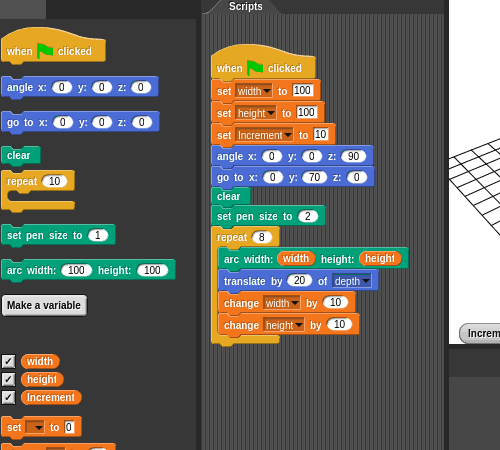 Scripts
when clicked
angle x: 0 y: 0 z: 0
go to x: 0 y: 0 z: 0
clear
repeat 10
set pen size to 1
arc width: 100 height: 100
Make a variable
width
height
Increment
set to 0
when clicked
set width to 100
set height to 100
set Increment to 10
angle x: 0 y: 0 z: 90
go to x: 0 y: 70 z: 0
clear
set pen size to 2
repeat 8
arc width: width height: height
translate by 20 of depth
change width by 10
change height by 10